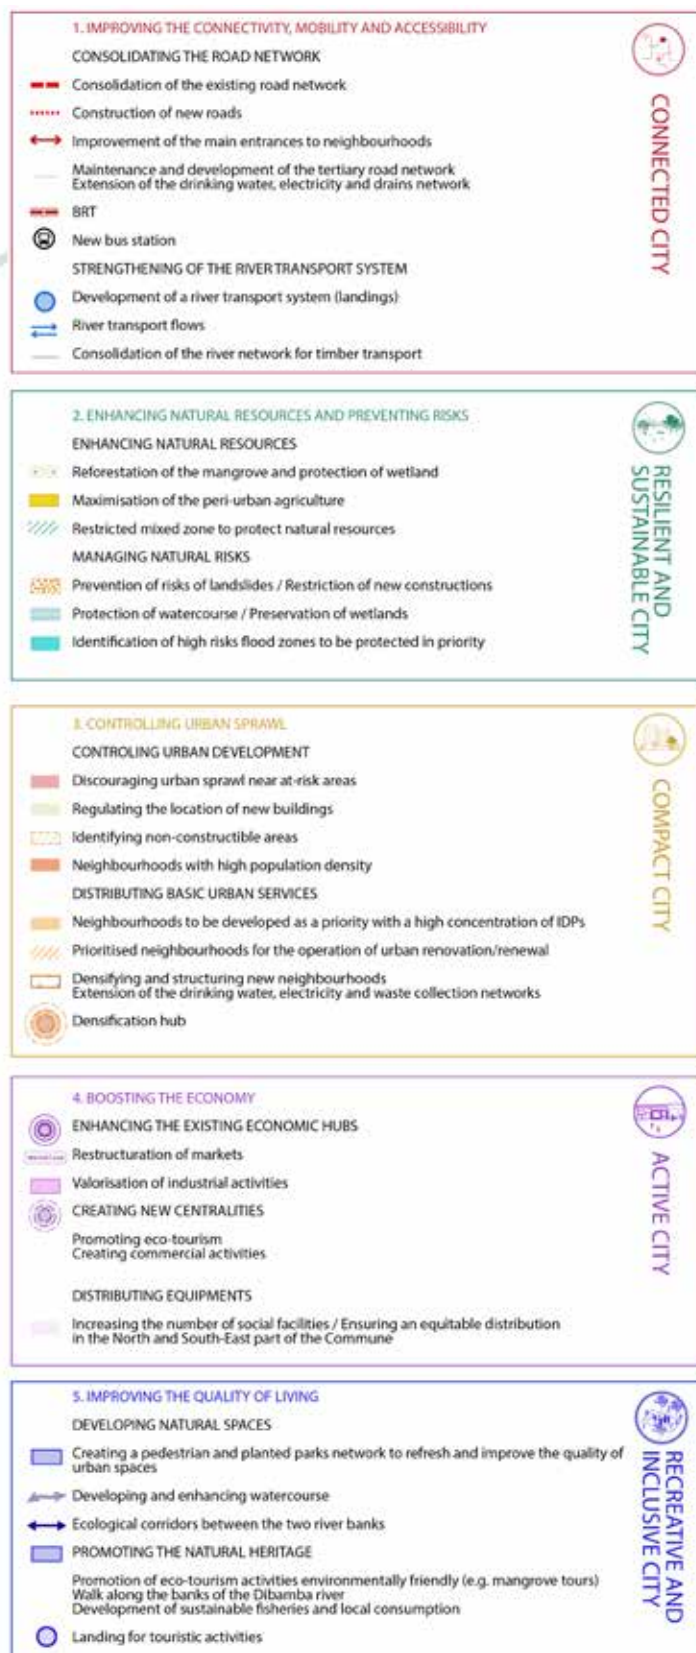 1. IMPROVING THE CONNECTIVITY, MOBILITY AND ACCESSIBILITY
CONSOLIDATING THE ROAD NETWORK
Consolidation of the existing road network
Construction of new roads
Improvement of the main entrances to neighbourhoods
Maintenance and development of the tertiary road network
Extension of the drinking water, electricity and drains network
BRT
New bus station
STRENGTHENING OF THE RIVER TRANSPORT SYSTEM
Development of a river transport system (landings)
River transport flows
Consolidation of the river network for timber transport
CONNECTED CITY
2. ENHANCING NATURAL RESOURCES AND PREVENTING RISKS
ENHANCING NATURAL RESOURCES
Reforestation of the mangrove and protection of wetland
Maximisation of the peri-urban agriculture
Restricted mixed zone to protect natural resources
MANAGING NATURAL RISKS
Prevention of risks of landslides / Restriction of new constructions
Protection of watercourse / Preservation of wetlands
Identification of high risks flood zones to be protected in priority
RESILIENT AND
SUSTAINABLE CITY
3. CONTROLLING URBAN SPRAWL
CONTROLING URBAN DEVELOPMENT
Discouraging urban sprawl near at-risk areas
Regulating the location of new buildings
Identifying non-constructible areas
Neighbourhoods with high population density
DISTRIBUTING BASIC URBAN SERVICES
Neighbourhoods to be developed as a priority with a high concentration of IDPs
Prioritised neighbourhoods for the operation of urban renovation/renewal
Densifying and structuring new neighbourhoods
Extension of the drinking water, electricity and waste collection networks
Densification hub
COMPACT CITY
4. BOOSTING THE ECONOMY
ENHANCING THE EXISTING ECONOMIC HUBS
Restructuration of markets
Valorisation of industrial activities
CREATING NEW CENTRALITIES
Promoting eco-tourism
Creating commercial activities
DISTRIBUTING EQUIPMENTS
Increasing the number of social facilities / Ensuring an equitable distribution
in the North and South-East part of the Commune
ACTIVE CITY
5. IMPROVING THE QUALITY OF LIVING
DEVELOPING NATURAL SPACES
Creating a pedestrian and planted parks network to refresh and improve the quality of
urban spaces
Developing and enhancing watercourse
Ecological corridors between the two river banks
PROMOTING THE NATURAL HERITAGE
Promotion of eco-tourism activities environmentally friendly (e.g. mangrove tours)
Walk along the banks of the Dibamba river
Development of sustainable fisheries and local consumption
Landing for touristic activities
RECREATIVE AND
INCLUSIVE CITY